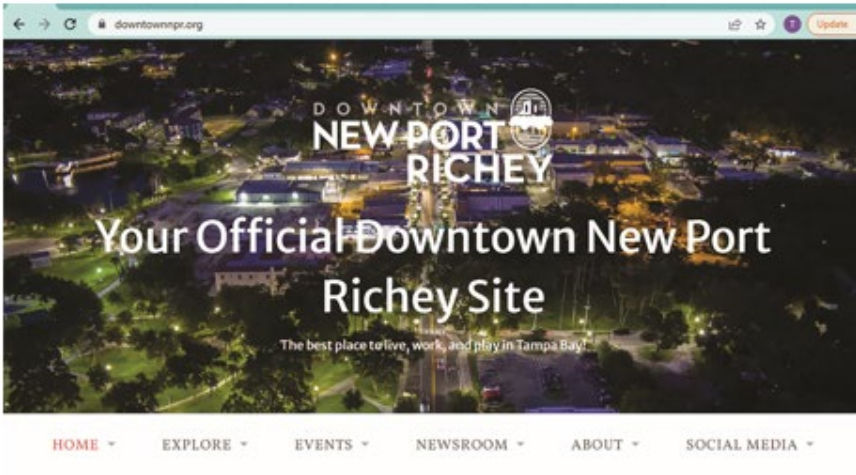 downtownnpr.org
T
Update
DOWNTOWN
NEW PORT
RICHEY
Your Official Downtown New Port
Richey Site
The best place to live, work, and play in Tampa Bay!
HOME EXPLORE EVENTS NEWSROOM ABOUT SOCIAL MEDIA